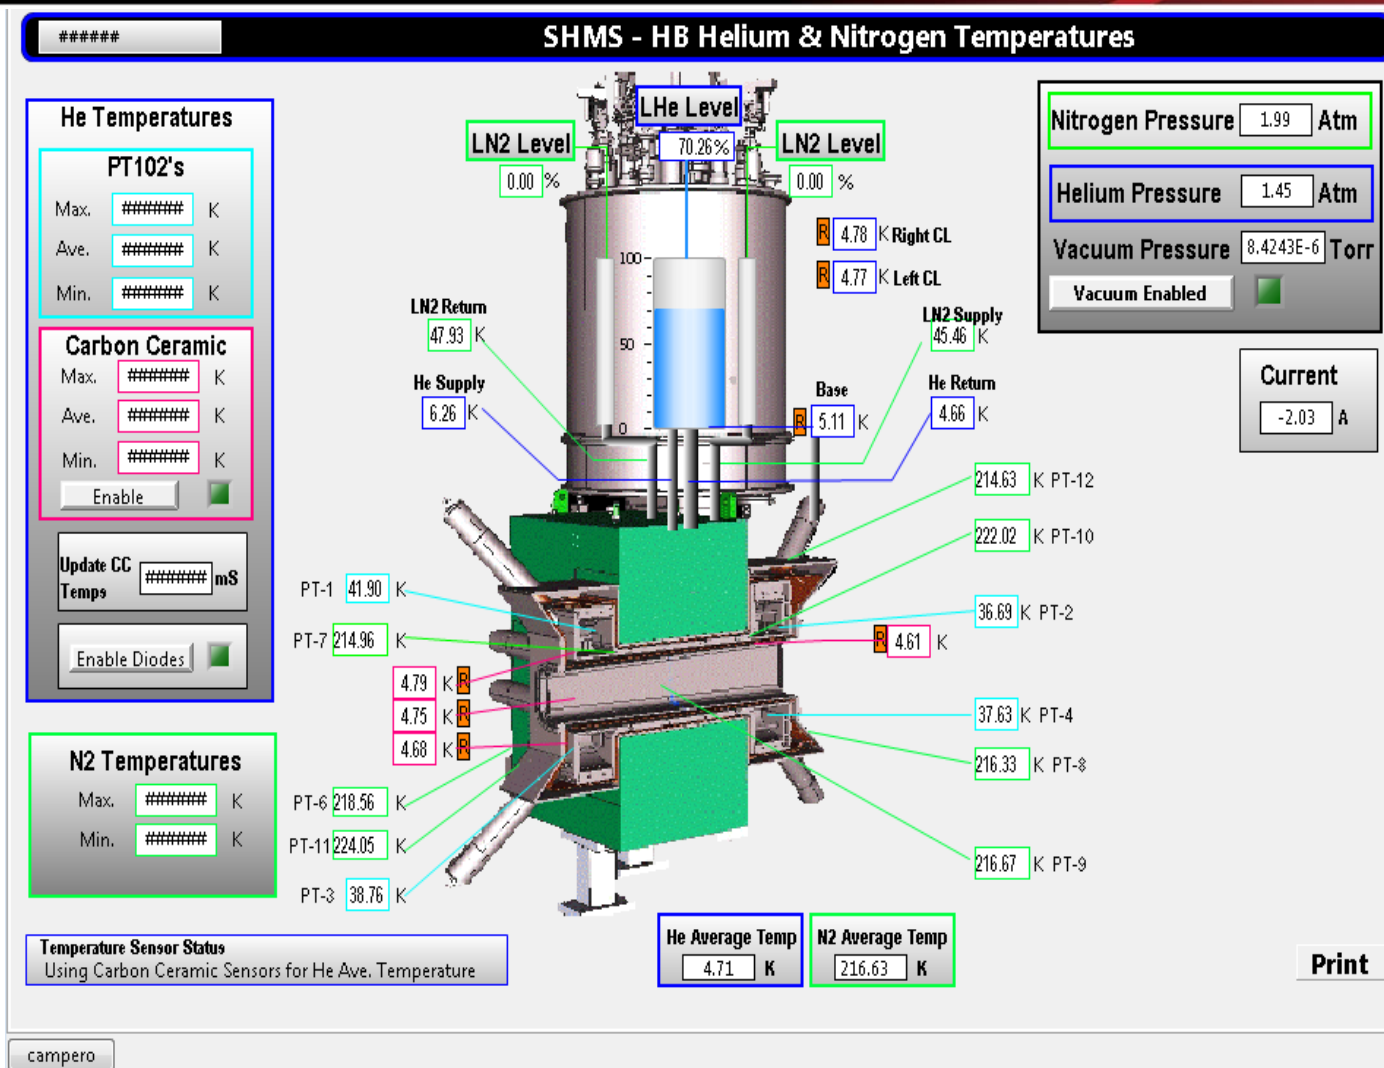 ######
SHMS - HB Helium & Nitrogen Temperatures
He Temperatures
PT102's
Max. ###### K
Ave. ###### K
Min. ###### K
Carbon Ceramic
Max. ###### K
Ave. ###### K
Min. ###### K
Enable
Update CC
Temps ###### mS
Enable Diodes
N2 Temperatures
Max. ###### K
Min. ###### K
Temperature Sensor Status
Using Carbon Ceramic Sensors for He Ave. Temperature
LHe Level
70.26%
LN2 Level
0.00 %
LN2 Level
0.00 %
R 4.78 K Right CL
R 4.77 K Left CL
100
50
0
LN2 Return
47.93 K
LN2 Supply
45.46 K
He Supply
6.26 K
Base
R 5.11 K
He Return
4.66 K
214.63 K PT-12
222.02 K PT-10
PT-1 41.90 K
36.69 K PT-2
PT-7 214.96 K
R 4.61 K
4.79 K R
4.75 K R
4.68 K R
37.63 K PT-4
216.33 K PT-8
PT-6 218.56 K
PT-11 224.05 K
216.67 K PT-9
PT-3 38.76 K
He Average Temp
4.71 K
N2 Average Temp
216.63 K
Nitrogen Pressure 1.99 Atm
Helium Pressure 1.45 Atm
Vacuum Pressure 8.4243E-6 Torr
Vacuum Enabled
Current
-2.03 A
Print
campero